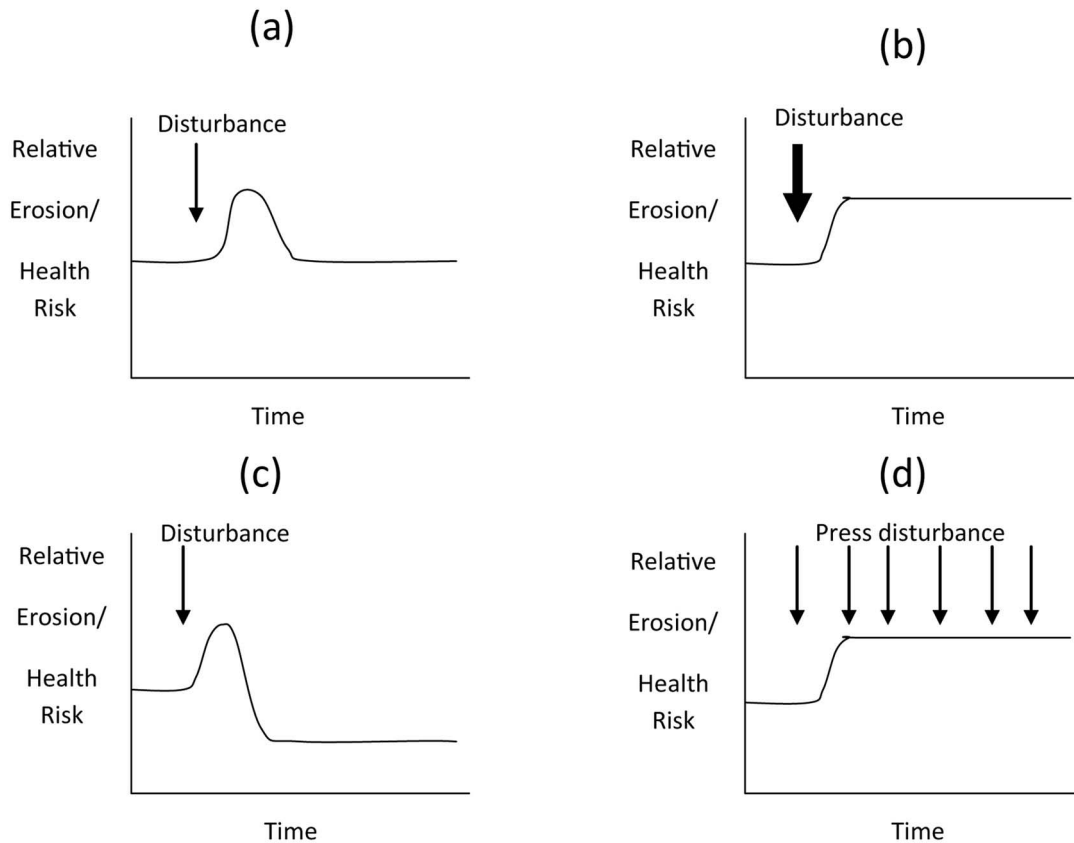 (a)
Disturbance
Relative
Erosion/
Health
Risk
Time
(b)
Disturbance
Relative
Erosion/
Health
Risk
Time
(c)
Disturbance
Relative
Erosion/
Health
Risk
Time
(d)
Press disturbance
Relative
Erosion/
Health
Risk
Time